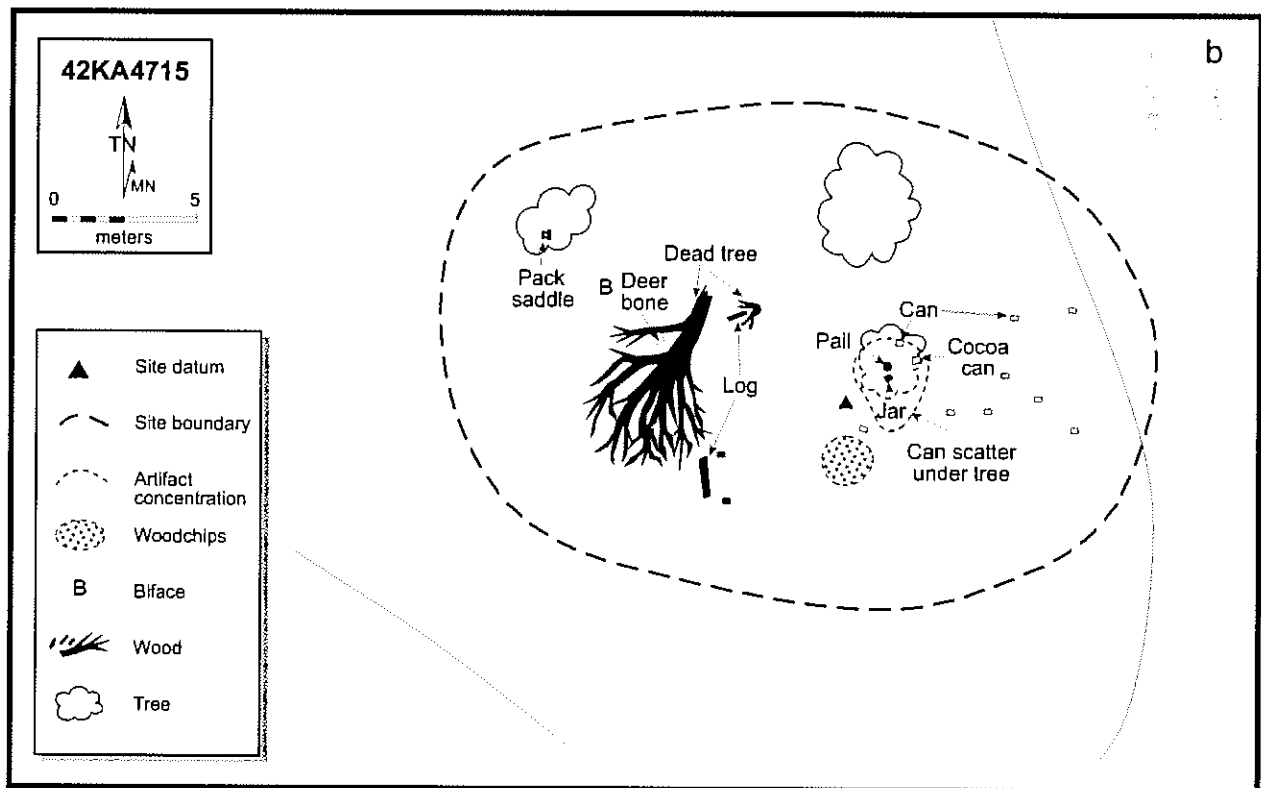 42KA4715
TN
MN
0 5
meters
b
Site datum
Site boundary
Artifact
concentration
Woodchips
B Biface
Wood
Tree
Pack
saddle
B Deer
bone
Dead tree
Log
Can
Pail
Cocoa
can
Jar
Can scatter
under tree